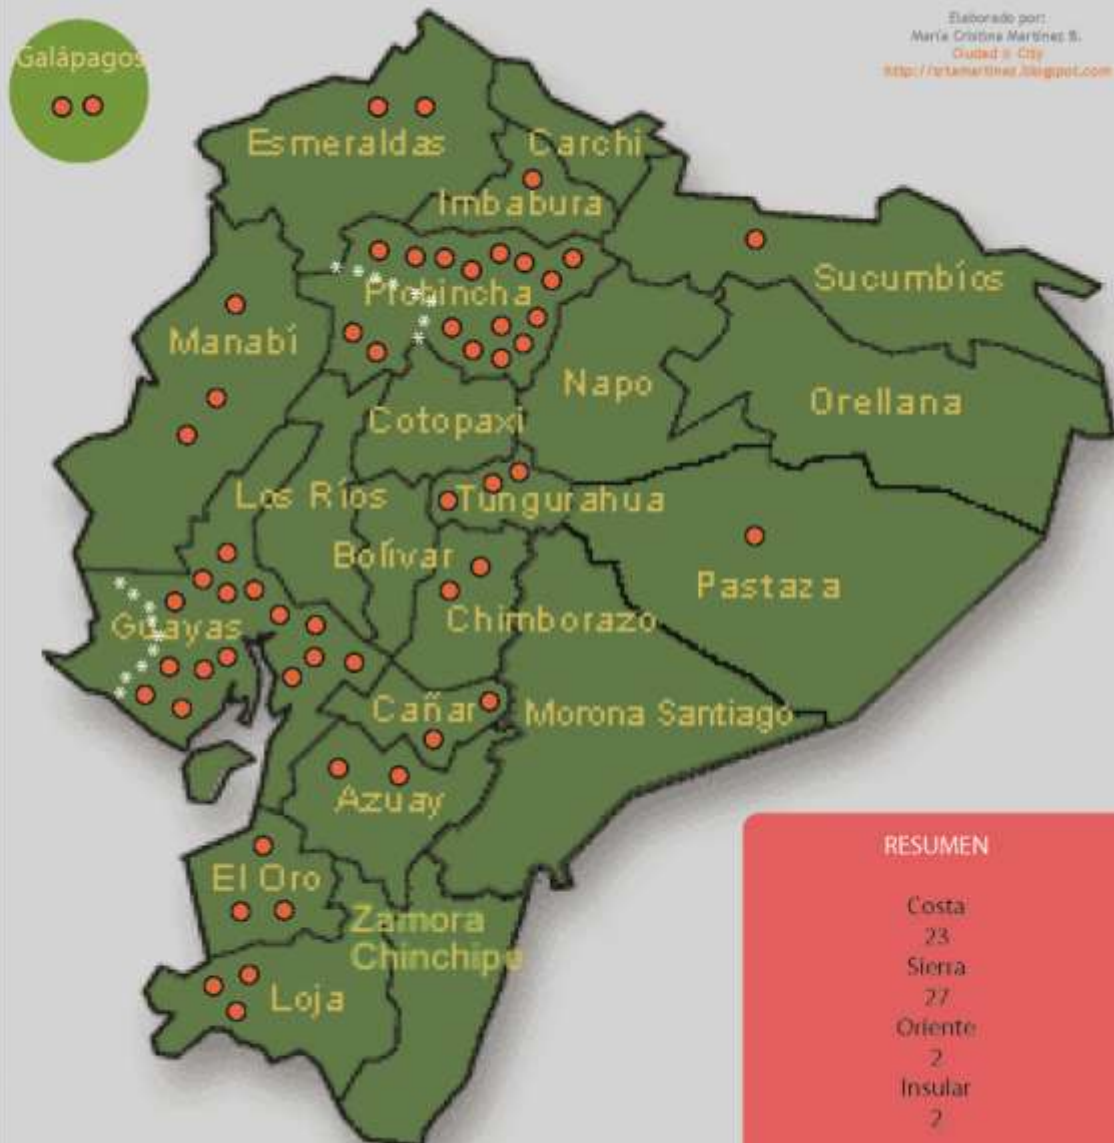 Elaborado por:
María Cristina Martínez B.
Ciudad & City
Galápagos
Esmeraldas
Carchi
Imbabura
Sucumbíos
Pichincha
Manabí
Napo
Orellana
Cotopaxi
Los Ríos
Tungurahua
Bolívar
Pastaza
Guayas
Chimborazo
Cañar
Morona Santiago
Azuay
El Oro
Zamora
Chinchipe
Loja
RESUMEN
Costa
23
Sierra
27
Oriente
2
Insular
2